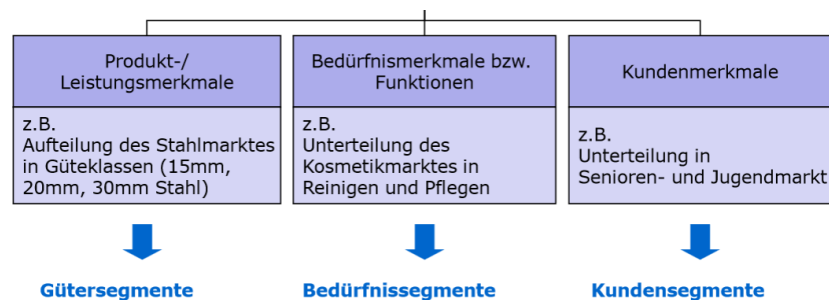 Produkt-/
Leistungsmerkmale
z.B.
Aufteilung des Stahlmarktes
in Güteklassen (15mm,
20mm, 30mm Stahl)
Gütersegmente
Bedürfnismerkmale bzw.
Funktionen
z.B.
Unterteilung des
Kosmetikmarktes in
Reinigen und Pflegen
Bedürfnissegmente
Kundenmerkmale
z.B.
Unterteilung in
Senioren- und Jugendmarkt
Kundensegmente